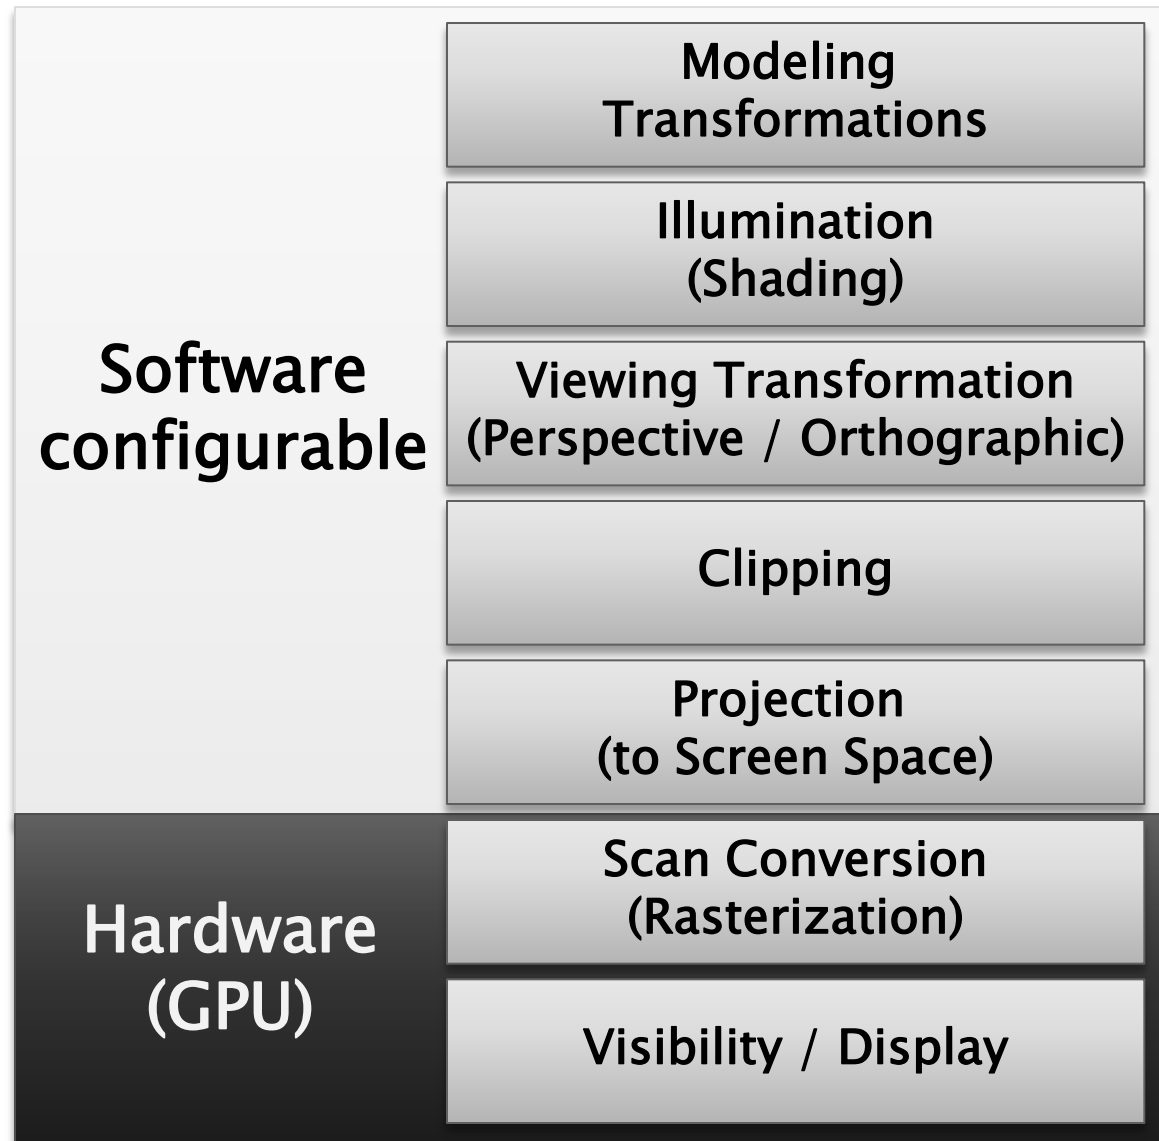 Modeling
Transformations
Illumination
(Shading)
Software
configurable
Viewing Transformation
(Perspective / Orthographic)
Clipping
Projection
(to Screen Space)
Hardware
(GPU)
Scan Conversion
(Rasterization)
Visibility / Display